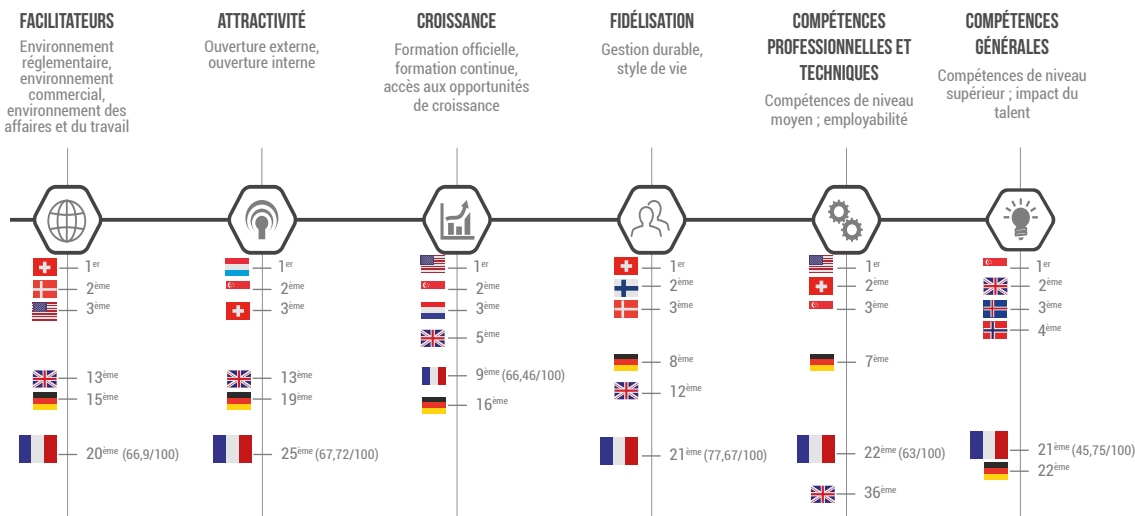 FACILITATEURS
Environnement
réglementaire,
environnement
commercial,
environnement des
affaires et du travail
1er
2ème
3ème
13ème
15ème
20ème (66,9/100)
ATTRACTIVITÉ
Ouverture externe,
ouverture interne
1er
2ème
3ème
13ème
19ème
25ème (67,72/100)
CROISSANCE
Formation officielle,
formation continue,
accès aux opportunités
de croissance
1er
2ème
3ème
5ème
9ème (66,46/100)
16ème
FIDÉLISATION
Gestion durable,
style de vie
1er
2ème
3ème
8ème
12ème
21ème (77,67/100)
COMPÉTENCES
PROFESSIONNELLES ET
TECHNIQUES
Compétences de niveau
moyen ; employabilité
1er
2ème
3ème
7ème
22ème (63/100)
36ème
COMPÉTENCES
GÉNÉRALES
Compétences de niveau
supérieur ; impact du
talent
1er
2ème
3ème
4ème
21ème (45,75/100)
22ème